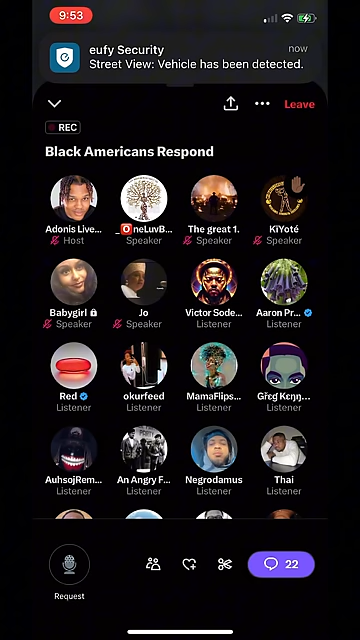 9:53
eufy Security
now
Street View: Vehicle has been detected.
Leave
REC
Black Americans Respond
Adonis Live... _🅾️neLuvB... The great 1. KiYoté
Host Speaker Speaker Speaker
Babygirl Jo Victor Sode... Aaron Pr...
Speaker Speaker Listener Listener
Red okurfeed MamaFlips...
Listener Listener Listener Listener
AuhsojRem... An Angry F... Negrodamus Thai
Listener Listener Listener Listener
22
Request